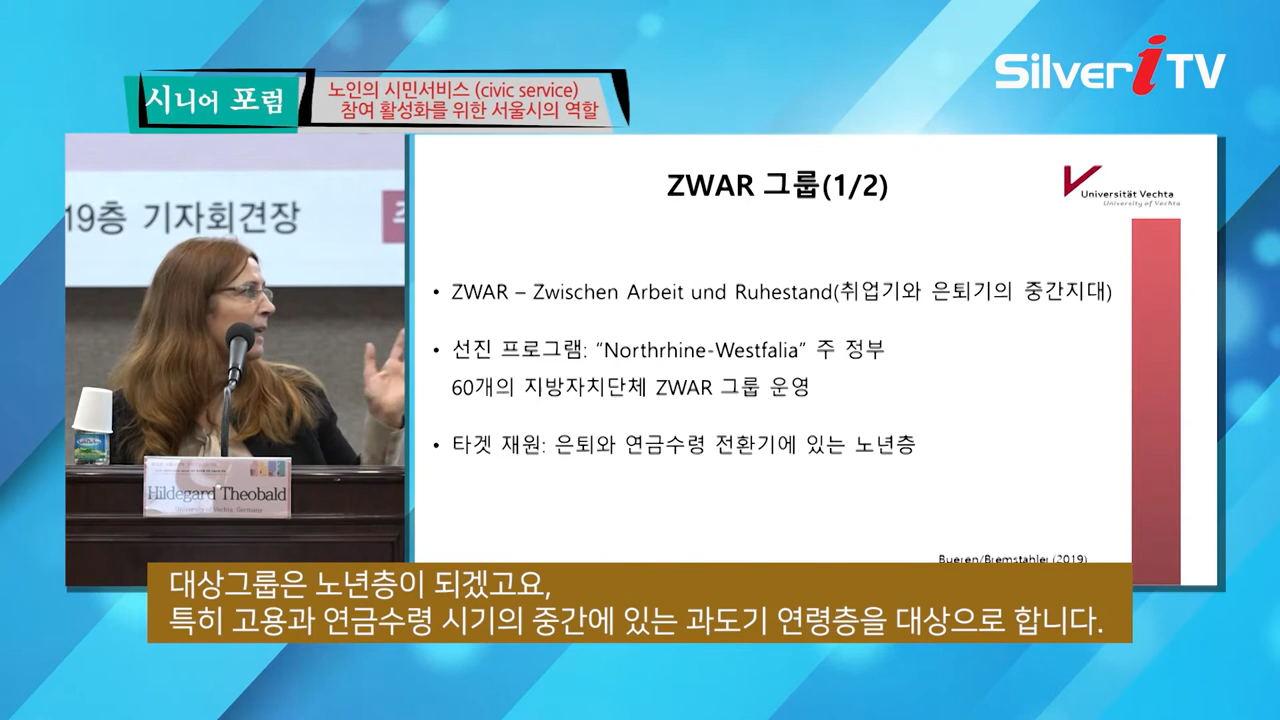 Silver i TV
시니어 포럼
노인의 시민서비스 (civic service)
참여 활성화를 위한 서울시의 역할
19층 기자회견장
ZWAR 그룹(1/2)
Universität Vechta
University of Vechta
• ZWAR – Zwischen Arbeit und Ruhestand(취업기와 은퇴기의 중간지대)
• 선진 프로그램: “Northrhine-Westfalia” 주 정부
60개의 지방자치단체 ZWAR 그룹 운영
• 타겟 재원: 은퇴와 연금수령 전환기에 있는 노년층
Hildegard Theobald
University of Vechta, Germany
대상그룹은 노년층이 되겠고요,
특히 고용과 연금수령 시기의 중간에 있는 과도기 연령층을 대상으로 합니다.